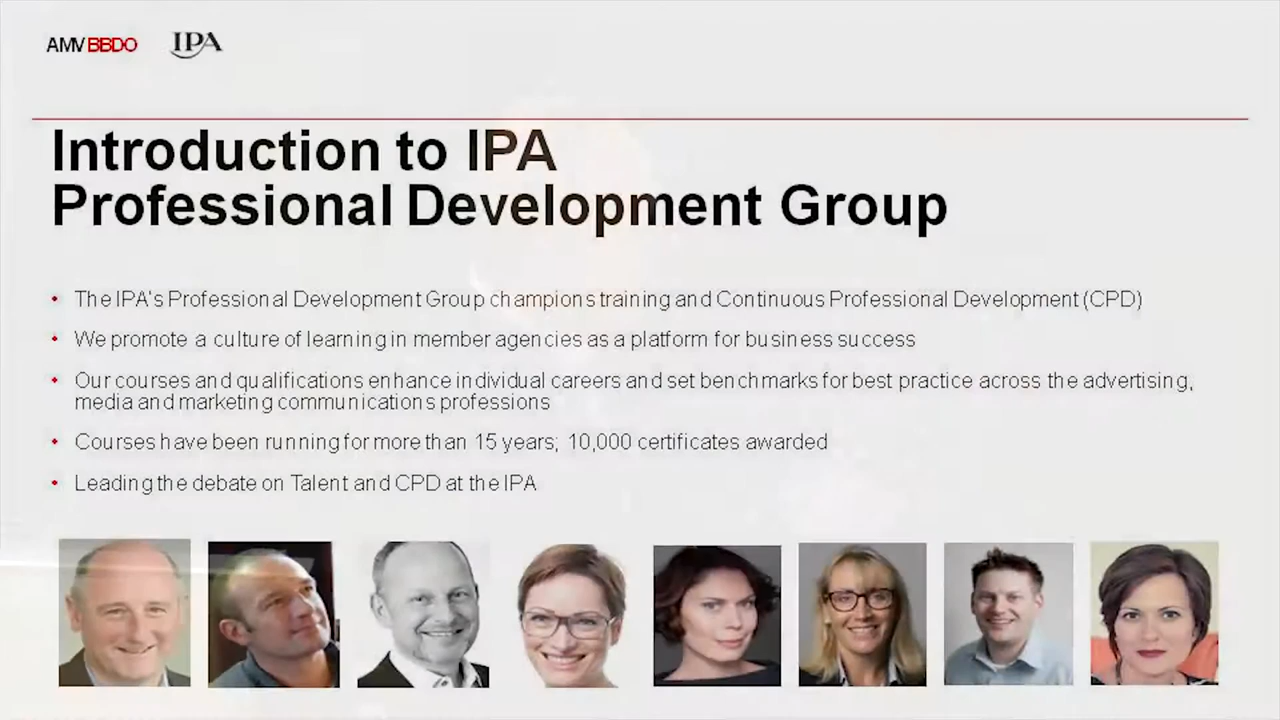 AMV BBDO IPA
Introduction to IPA
Professional Development Group
• The IPA's Professional Development Group champions training and Continuous Professional Development (CPD)
• We promote a culture of learning in member agencies as a platform for business success
• Our courses and qualifications enhance individual careers and set benchmarks for best practice across the advertising,
media and marketing communications professions
• Courses have been running for more than 15 years; 10,000 certificates awarded
• Leading the debate on Talent and CPD at the IPA